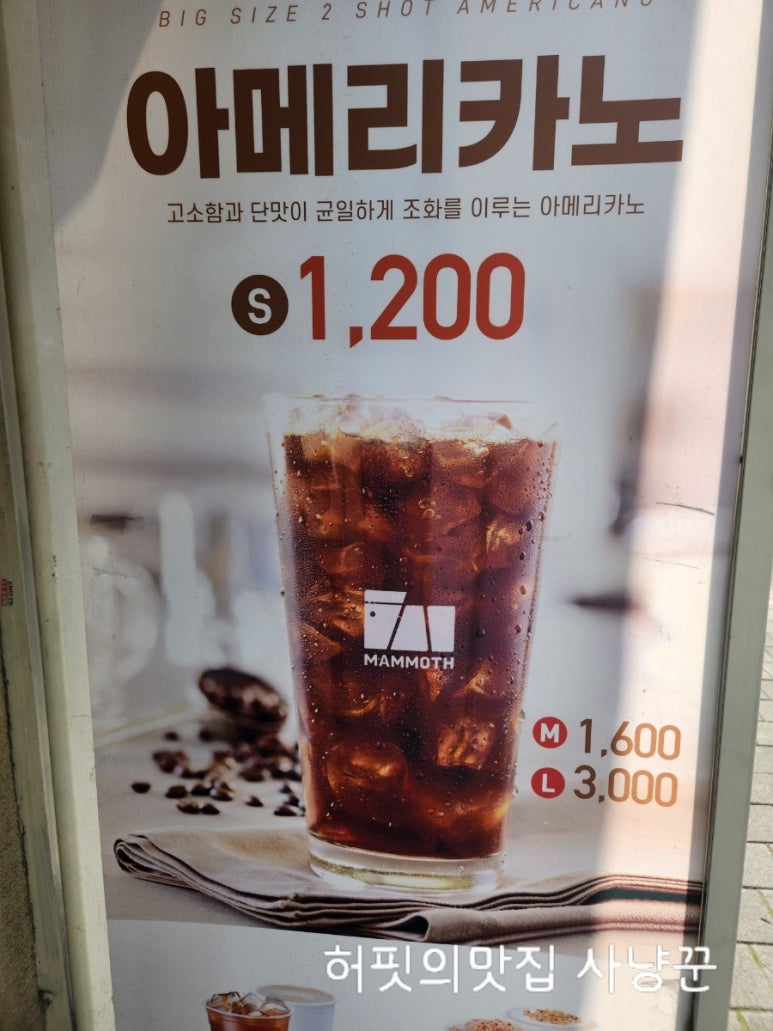 BIG SIZE 2 SHOT AMERICANO
아메리카노
고소함과 단맛이 균일하게 조화를 이루는 아메리카노
S 1,200
MAMMOTH
M 1,600
L 3,000
허핏의맛집 사냥꾼